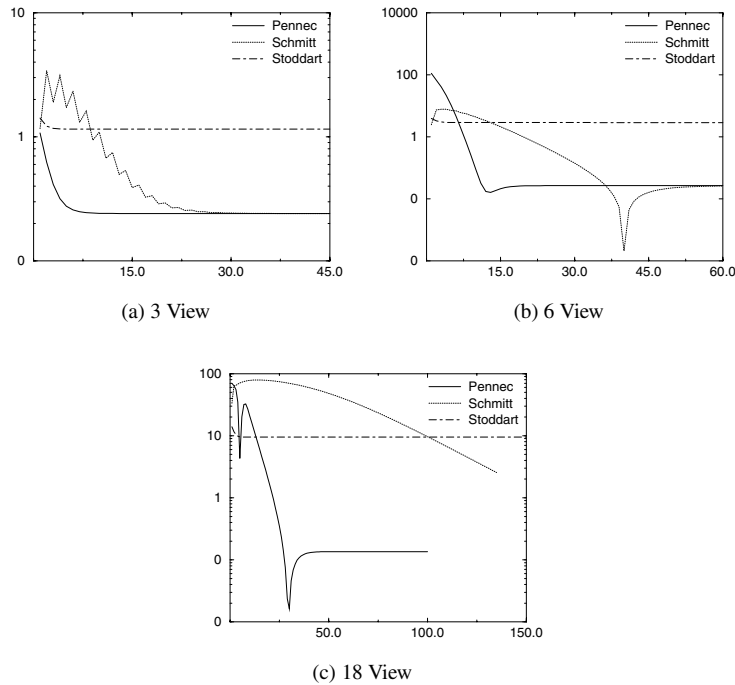 10
1
0
15.0 30.0 45.0
Pennec
Schmitt
Stoddart
(a) 3 View
10000
100
1
0
0
15.0 30.0 45.0 60.0
Pennec
Schmitt
Stoddart
(b) 6 View
100
10
1
0
0
50.0 100.0 150.0
Pennec
Schmitt
Stoddart
(c) 18 View